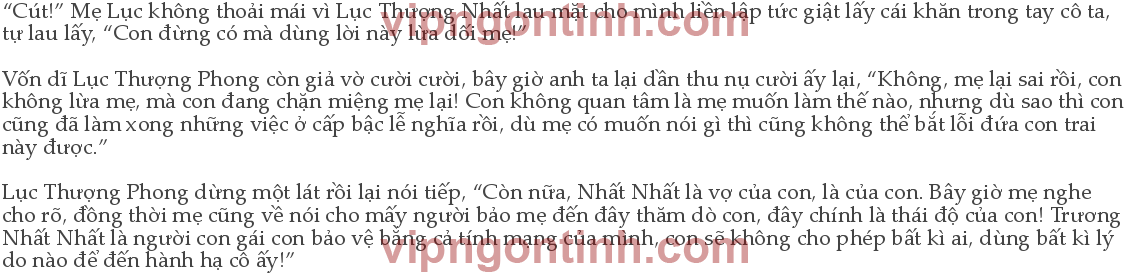 “Cút!” Mẹ Lục không thoải mái vì Lục Thượng Nhất lau mặt cho mình liền lập tức giật lấy cái khăn trong tay cô ta,
tự lau lấy, “Con đừng có mà dùng lời này lừa dối mẹ!”
Vốn dĩ Lục Thượng Phong còn giả vờ cười cười, bây giờ anh ta lại dần thu nụ cười ấy lại, “Không, mẹ lại sai rồi, con
không lừa mẹ, mà con đang chặn miệng mẹ lại! Con không quan tâm là mẹ muốn làm thế nào, nhưng dù sao thì con
cũng đã làm xong những việc ở cấp bậc lễ nghĩa rồi, dù mẹ có muốn nói gì thì cũng không thể bắt lỗi đứa con trai
này được.”
Lục Thượng Phong dừng một lát rồi lại nói tiếp, “Còn nữa, Nhất Nhất là vợ của con, là của con. Bây giờ mẹ nghe
cho rõ, đồng thời mẹ cũng về nói cho mấy người bảo mẹ đến đây thăm dò con, đây chính là thái độ của con! Trương
Nhất Nhất là người con gái con bảo vệ bằng cả tính mạng của mình, con sẽ không cho phép bất kì ai, dùng bất kì lý
do nào để đến hành hạ cô ấy!”
vipngontinh.com
vipngontinh.com